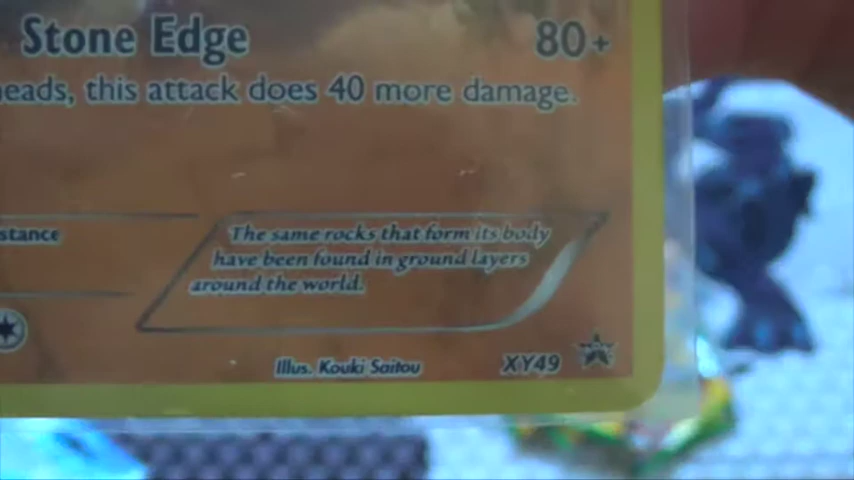 Stone Edge 80+
heads, this attack does 40 more damage.
stance
The same rocks that form its body
have been found in ground layers
around the world.
Illus. Kouki Saitou XY49